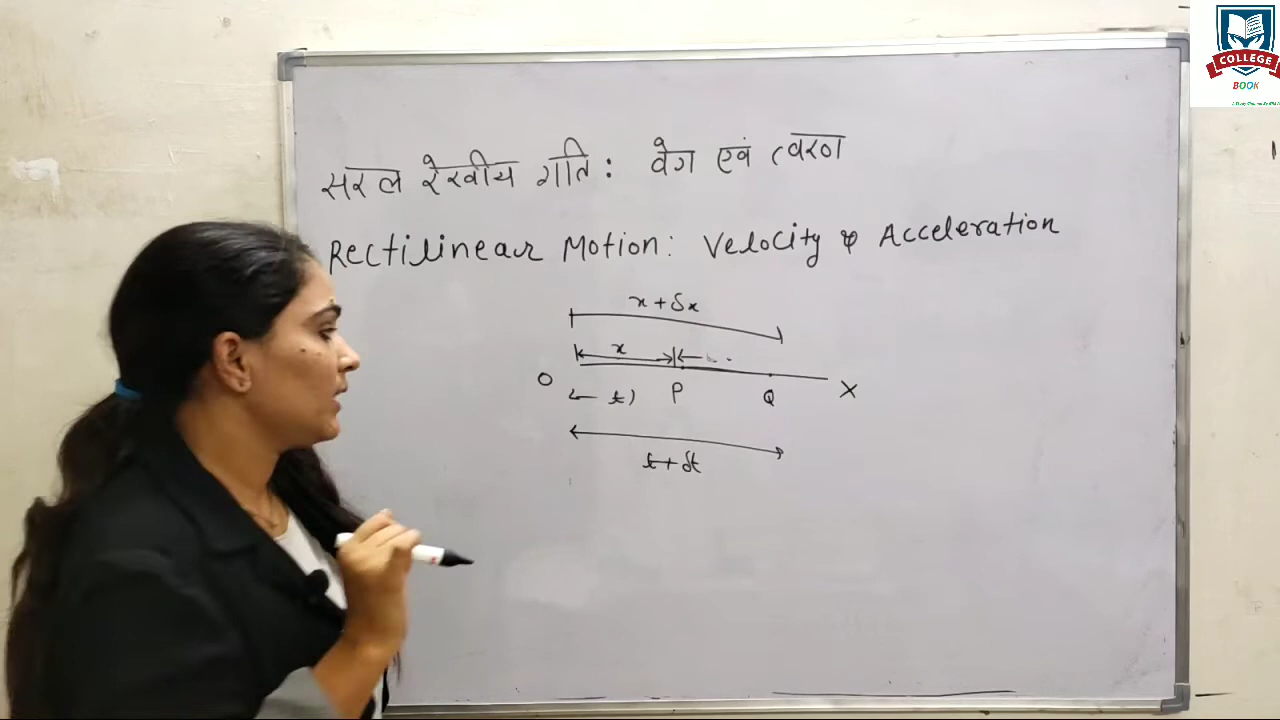 सरल रेखीय गति: वेग एवं त्वरण
Rectilinear Motion: Velocity & Acceleration
x + δx
x
O P Q X
t
t + δt
COLLEGE
BOOK